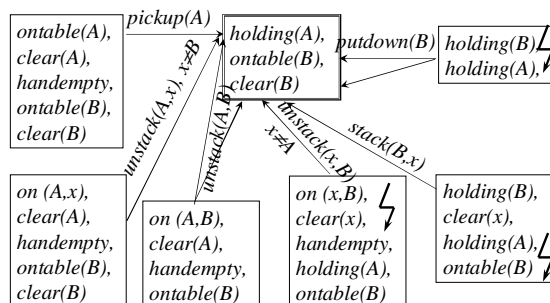 pickup(A)
ontable(A),
clear(A),
handempty,
ontable(B),
clear(B)
holding(A),
ontable(B),
clear(B)
putdown(B)
holding(B),
holding(A),
unstack(A,x), x≠B
unstack(A,B)
unstack(x,B)
x≠A
stack(B,x)
on (A,x),
clear(A),
handempty,
ontable(B),
clear(B)
on (A,B),
clear(A),
handempty,
ontable(B)
on (x,B),
clear(x),
handempty,
holding(A),
ontable(B)
holding(B),
clear(x),
holding(A),
ontable(B)